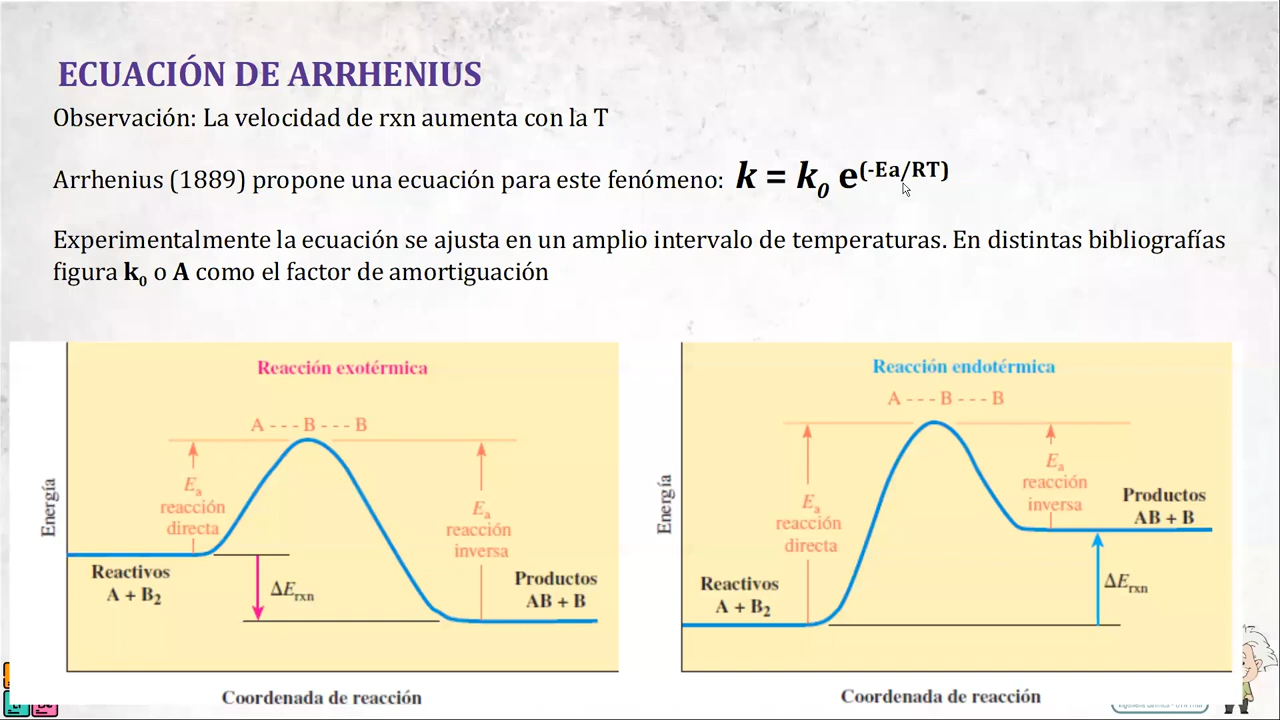 ECUACIÓN DE ARRHENIUS
Observación: La velocidad de rxn aumenta con la T
Arrhenius (1889) propone una ecuación para este fenómeno: k = k₀ e^(-Ea/RT)
Experimentalmente la ecuación se ajusta en un amplio intervalo de temperaturas. En distintas bibliografías
figura k₀ o A como el factor de amortiguación
Reacción exotérmica
A - - - B - - - B
Energía
Eₐ
reacción
directa
Eₐ
reacción
inversa
Reactivos
A + B₂
ΔErxn
Productos
AB + B
Coordenada de reacción
Reacción endotérmica
A - - - B - - - B
Energía
Eₐ
reacción
directa
Eₐ
reacción
inversa
Productos
AB + B
Reactivos
A + B₂
ΔErxn
Coordenada de reacción